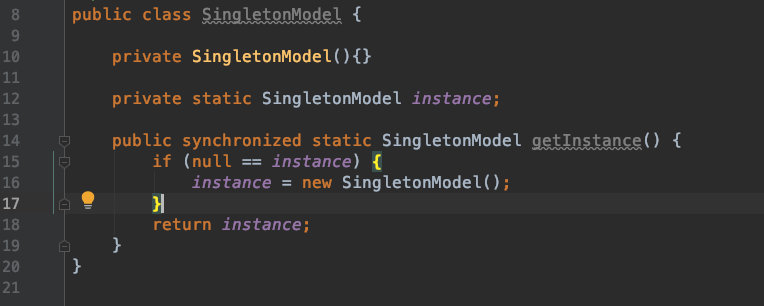 8 public class SingletonModel {
9
10 private SingletonModel(){}
11
12 private static SingletonModel instance;
13
14 public synchronized static SingletonModel getInstance() {
15 if (null == instance) {
16 instance = new SingletonModel();
17 }
18 return instance;
19 }
20 }
21